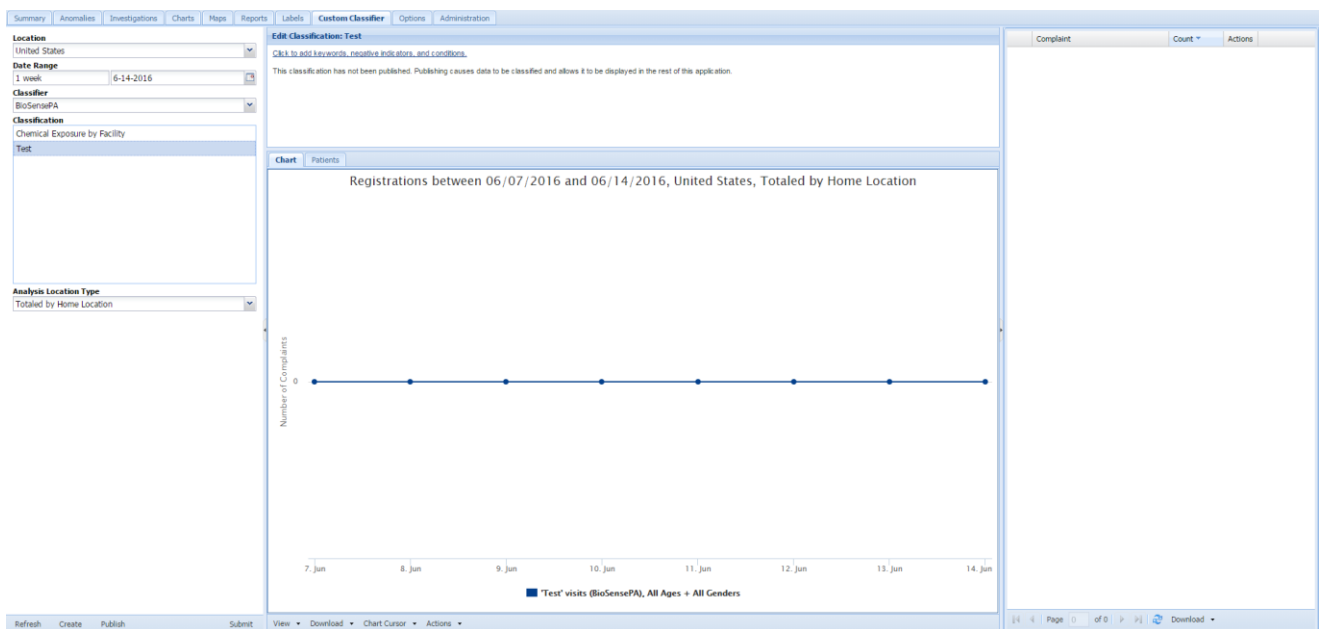 Summary Anomalies Investigations Charts Maps Reports Labels Custom Classifier Options Administration
Location
United States
Date Range
1 week 6-14-2016
Classifier
BioSensePA
Classification
Chemical Exposure by Facility
Test
Analysis Location Type
Totaled by Home Location
Refresh Create Publish Submit
Edit Classification: Test
Click to add keywords, negative indicators, and conditions.
This classification has not been published. Publishing causes data to be classified and allows it to be displayed in the rest of this application.
Chart Patients
Registrations between 06/07/2016 and 06/14/2016, United States, Totaled by Home Location
Number of Complaints
0
7. Jun 8. Jun 9. Jun 10. Jun 11. Jun 12. Jun 13. Jun 14. Jun
'Test' visits (BioSensePA), All Ages + All Genders
View Download Chart Cursor Actions
Complaint Count Actions
Page 0 of 0 Download